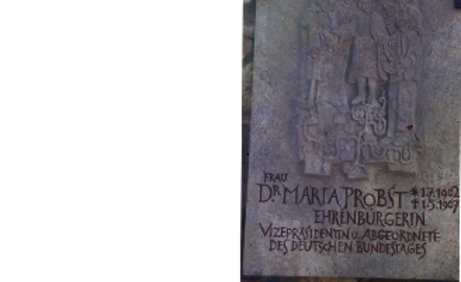 FRAU
DR MARIA PROBST * 1.7.1902
† 1.5.1967
EHRENBÜRGERIN
VIZEPRÄSIDENTIN U. ABGEORDNETE
DES DEUTSCHEN BUNDESTAGES